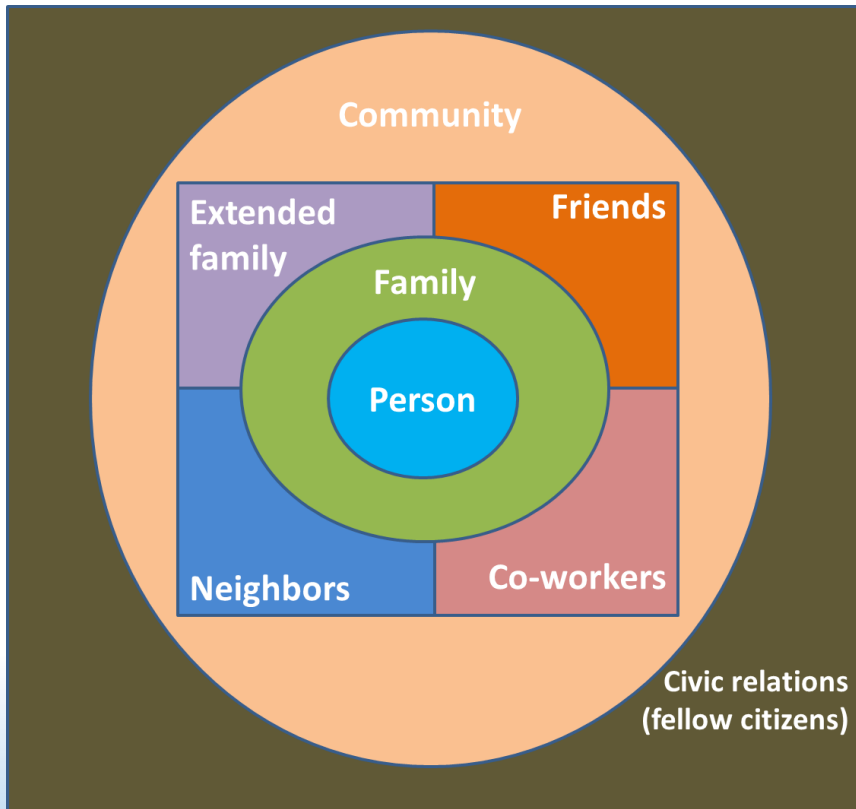 Community
Extended
family
Friends
Family
Person
Neighbors
Co-workers
Civic relations
(fellow citizens)